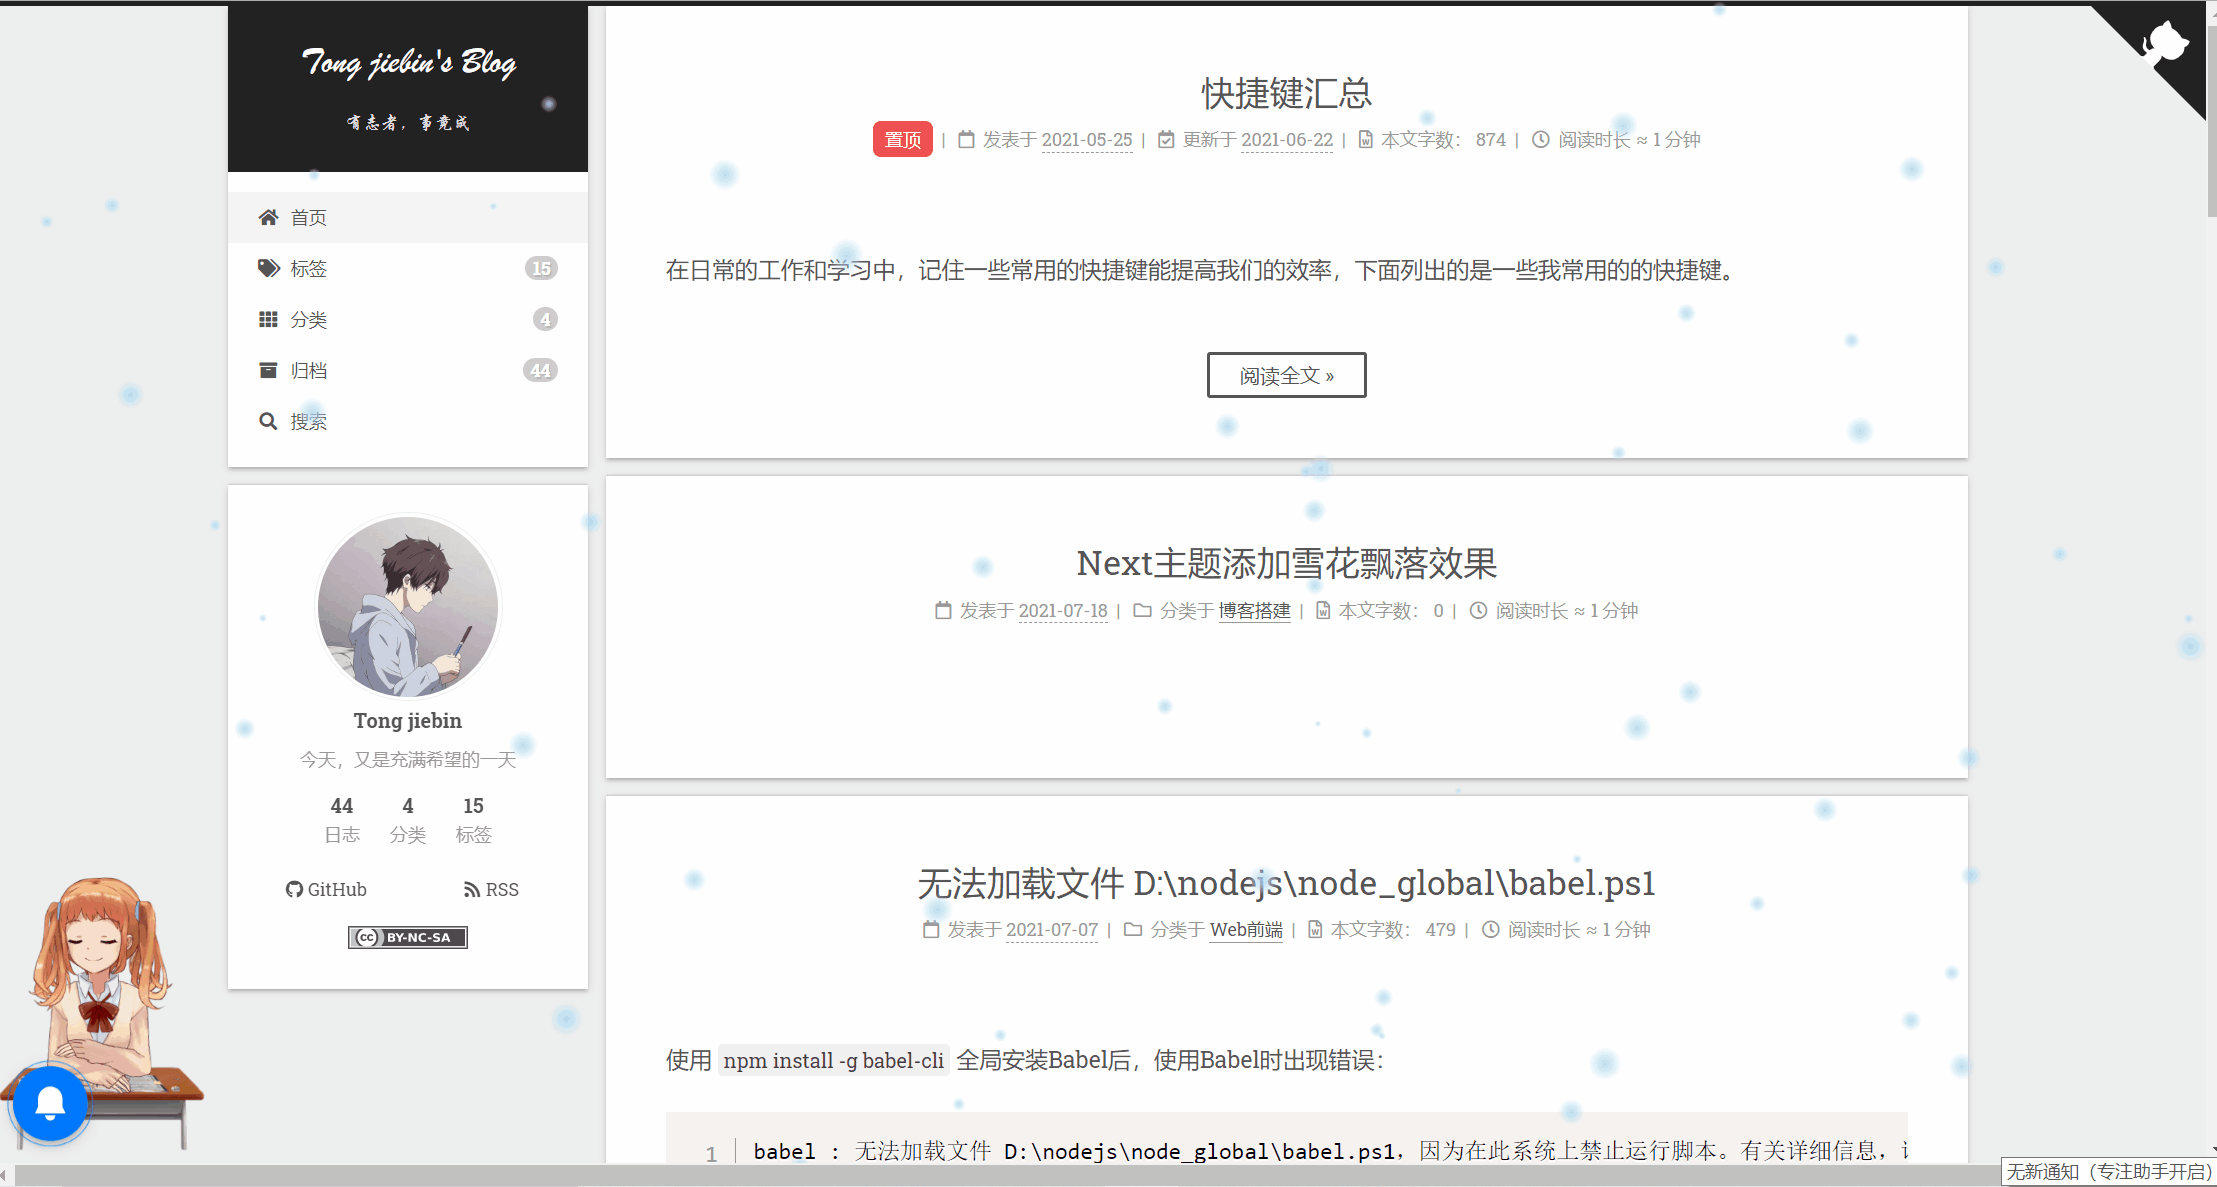 Tong jiebin's Blog
有志者，事竟成
首页
标签 15
分类 4
归档 44
搜索
Tong jiebin
今天，又是充满希望的一天
44 4 15
日志 分类 标签
GitHub RSS
cc BY-NC-SA
快捷键汇总
置顶 | 发表于 2021-05-25 | 更新于 2021-06-22 | 本文字数： 874 | 阅读时长 ≈ 1 分钟
在日常的工作和学习中，记住一些常用的快捷键能提高我们的效率，下面列出的是一些我常用的的快捷键。
阅读全文 »
Next主题添加雪花飘落效果
发表于 2021-07-18 | 分类于 博客搭建 | 本文字数： 0 | 阅读时长 ≈ 1 分钟
无法加载文件 D:\nodejs\node_global\babel.ps1
发表于 2021-07-07 | 分类于 Web前端 | 本文字数： 479 | 阅读时长 ≈ 1 分钟
使用 npm install -g babel-cli 全局安装Babel后，使用Babel时出现错误：
1 babel : 无法加载文件 D:\nodejs\node_global\babel.ps1，因为在此系统上禁止运行脚本。有关详细信息，
无新通知（专注助手开启）